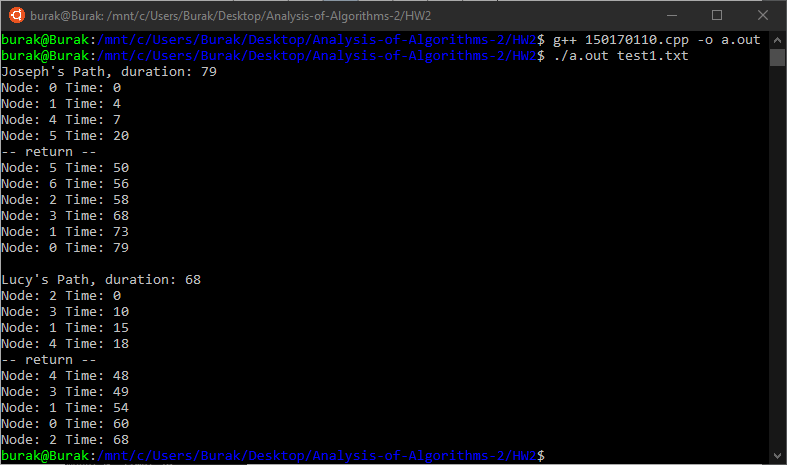 burak@Burak: /mnt/c/Users/Burak/Desktop/Analysis-of-Algorithms-2/HW2
burak@Burak:/mnt/c/Users/Burak/Desktop/Analysis-of-Algorithms-2/HW2$ g++ 150170110.cpp -o a.out
burak@Burak:/mnt/c/Users/Burak/Desktop/Analysis-of-Algorithms-2/HW2$ ./a.out test1.txt
Joseph's Path, duration: 79
Node: 0 Time: 0
Node: 1 Time: 4
Node: 4 Time: 7
Node: 5 Time: 20
-- return --
Node: 5 Time: 50
Node: 6 Time: 56
Node: 2 Time: 58
Node: 3 Time: 68
Node: 1 Time: 73
Node: 0 Time: 79

Lucy's Path, duration: 68
Node: 2 Time: 0
Node: 3 Time: 10
Node: 1 Time: 15
Node: 4 Time: 18
-- return --
Node: 4 Time: 48
Node: 3 Time: 49
Node: 1 Time: 54
Node: 0 Time: 60
Node: 2 Time: 68
burak@Burak:/mnt/c/Users/Burak/Desktop/Analysis-of-Algorithms-2/HW2$